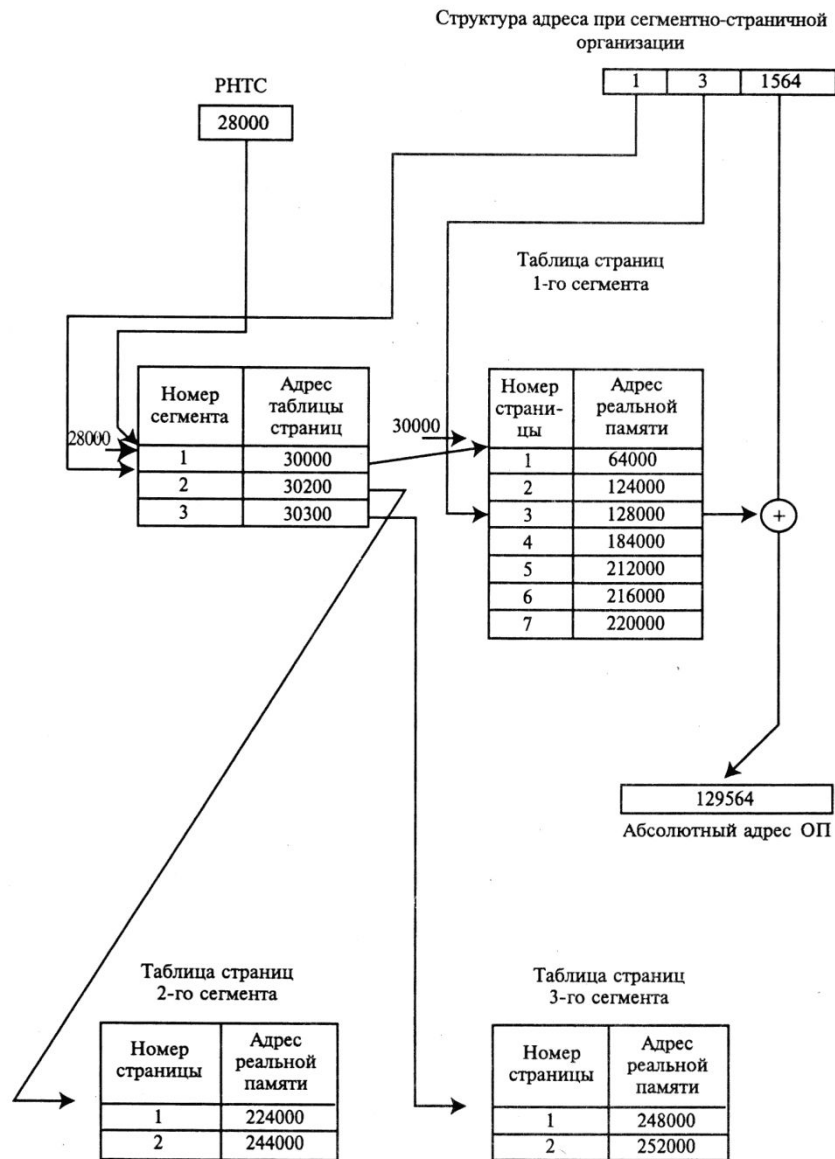 Структура адреса при сегментно-страничной
организации
1 3 1564
РНТС
28000
Таблица страниц
1-го сегмента
Номер
сегмента
Адрес
таблицы
страниц
28000
1 30000
2 30200
3 30300
30000
Номер
страни-
цы
Адрес
реальной
памяти
1 64000
2 124000
3 128000
4 184000
5 212000
6 216000
7 220000
+
129564
Абсолютный адрес ОП
Таблица страниц
2-го сегмента
Номер
страницы
Адрес
реальной
памяти
1 224000
2 244000
Таблица страниц
3-го сегмента
Номер
страницы
Адрес
реальной
памяти
1 248000
2 252000